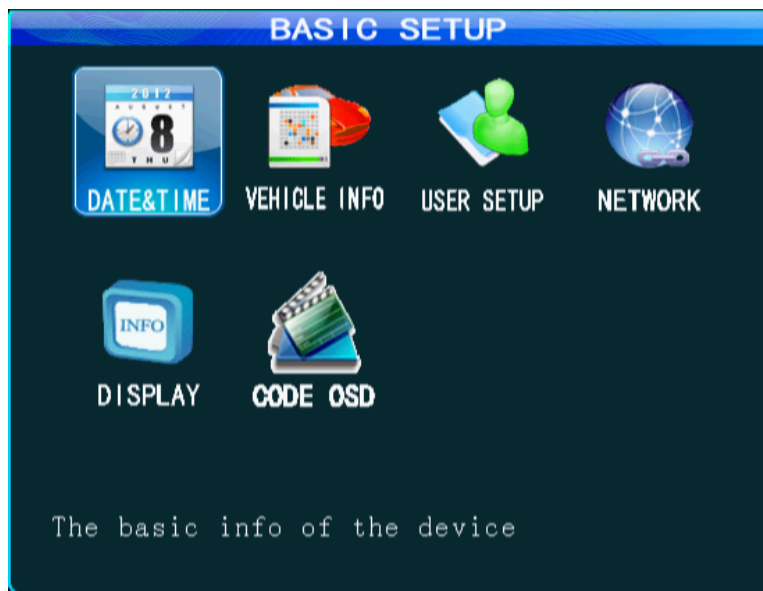 BASIC SETUP
2012
AUGUST
8
THU
DATE&TIME
VEHICLE INFO
USER SETUP
NETWORK
INFO
DISPLAY
CODE OSD
The basic info of the device